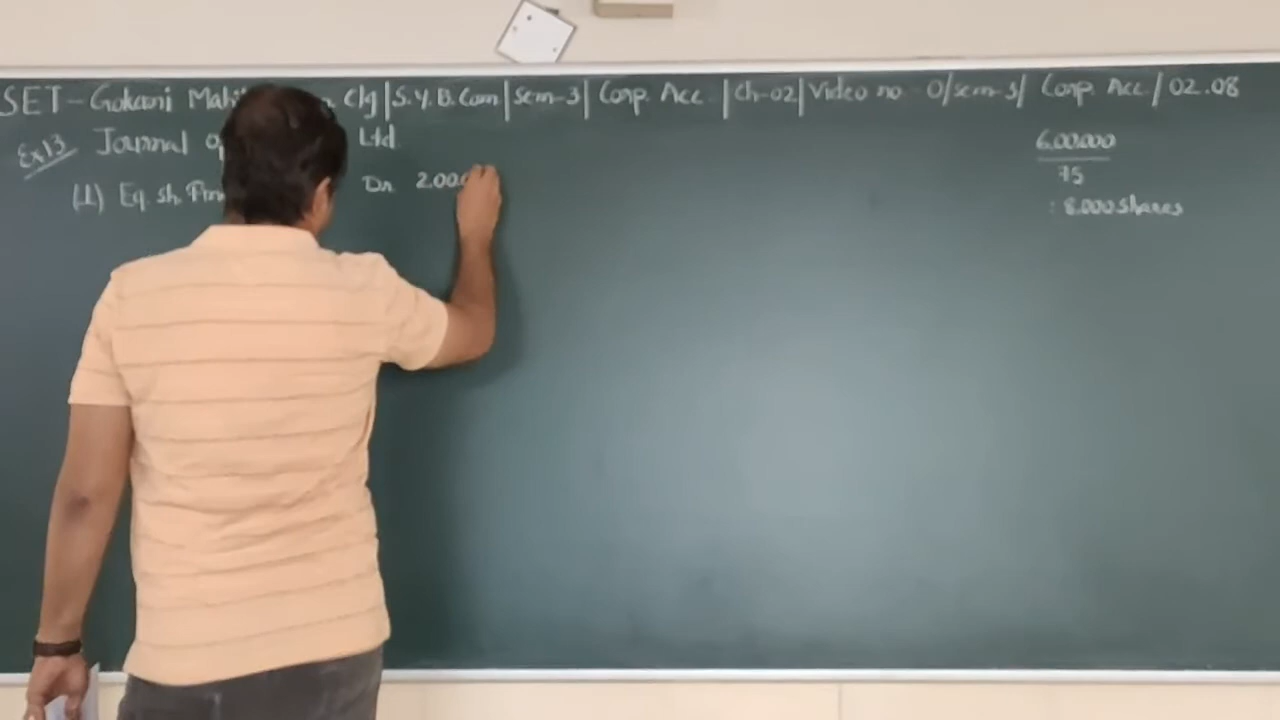 SET - Gokani Clg | S.Y. B. Com | Sem-3 | Corp. Acc. | Ch-02 | Video no 0/sem-3/ Corp. Acc / 02.08
Ex13 Journal Ltd
(1) Eq. sh. Dr 2.00.
6,00,000
75
: 8.000 shares